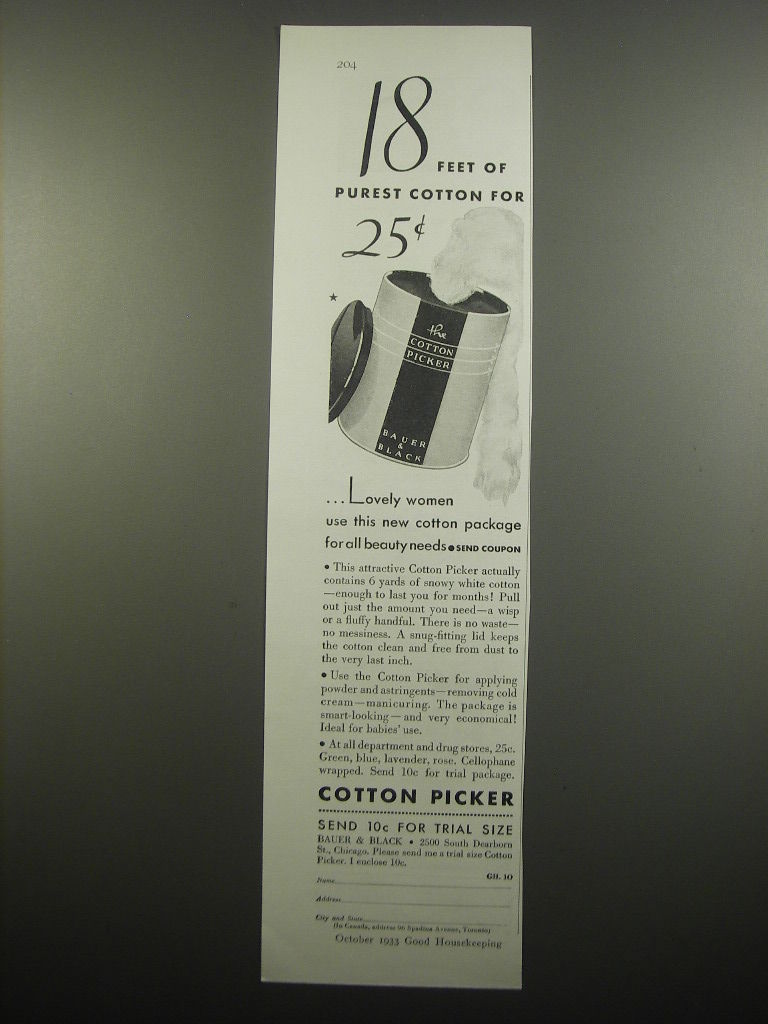 204
18 FEET OF
PUREST COTTON FOR
25¢
the
COTTON
PICKER
BAUER
&
BLACK
...Lovely women
use this new cotton package
for all beauty needs ● SEND COUPON
● This attractive Cotton Picker actually
contains 6 yards of snowy white cotton
—enough to last you for months! Pull
out just the amount you need—a wisp
or a fluffy handful. There is no waste—
no messiness. A snug-fitting lid keeps
the cotton clean and free from dust to
the very last inch.
● Use the Cotton Picker for applying
powder and astringents—removing cold
cream—manicuring. The package is
smart-looking—and very economical!
Ideal for babies' use.
● At all department and drug stores, 25c.
Green, blue, lavender, rose. Cellophane
wrapped. Send 10c for trial package.
COTTON PICKER
SEND 10c FOR TRIAL SIZE
BAUER & BLACK • 2500 South Dearborn
St., Chicago. Please send me a trial size Cotton
Picker. I enclose 10c.
GH. 10
Name
Address
City and State
(In Canada, address 96 Spadina Avenue, Toronto)
October 1933 Good Housekeeping